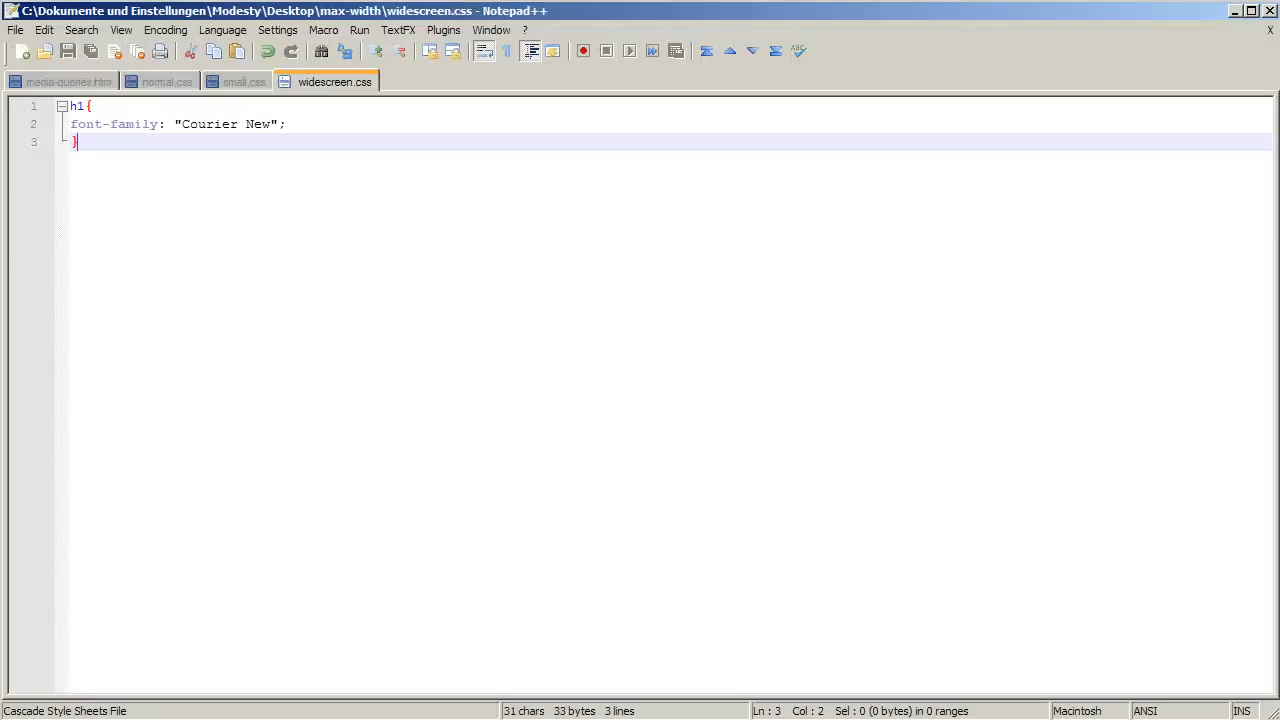 C:\Dokumente und Einstellungen\Modesty\Desktop\max-width\widescreen.css - Notepad++
File Edit Search View Encoding Language Settings Macro Run TextFX Plugins Window ? X
media-queries.htm normal.css small.css widescreen.css
1 h1{
2 font-family: "Courier New";
3 }
Cascade Style Sheets File 31 chars 33 bytes 3 lines Ln : 3 Col : 2 Sel : 0 (0 bytes) in 0 ranges Macintosh ANSI INS